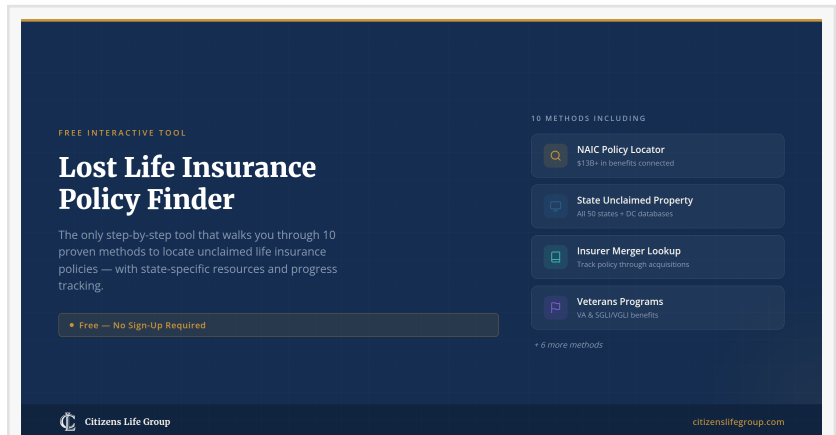 FREE INTERACTIVE TOOL
Lost Life Insurance
Policy Finder
The only step-by-step tool that walks you through 10
proven methods to locate unclaimed life insurance
policies — with state-specific resources and progress
tracking.
Free — No Sign-Up Required
10 METHODS INCLUDING
NAIC Policy Locator
$13B+ in benefits connected
State Unclaimed Property
All 50 states + DC databases
Insurer Merger Lookup
Track policy through acquisitions
Veterans Programs
VA & SGLI/VGLI benefits
+ 6 more methods
Citizens Life Group
citizenslifegroup.com